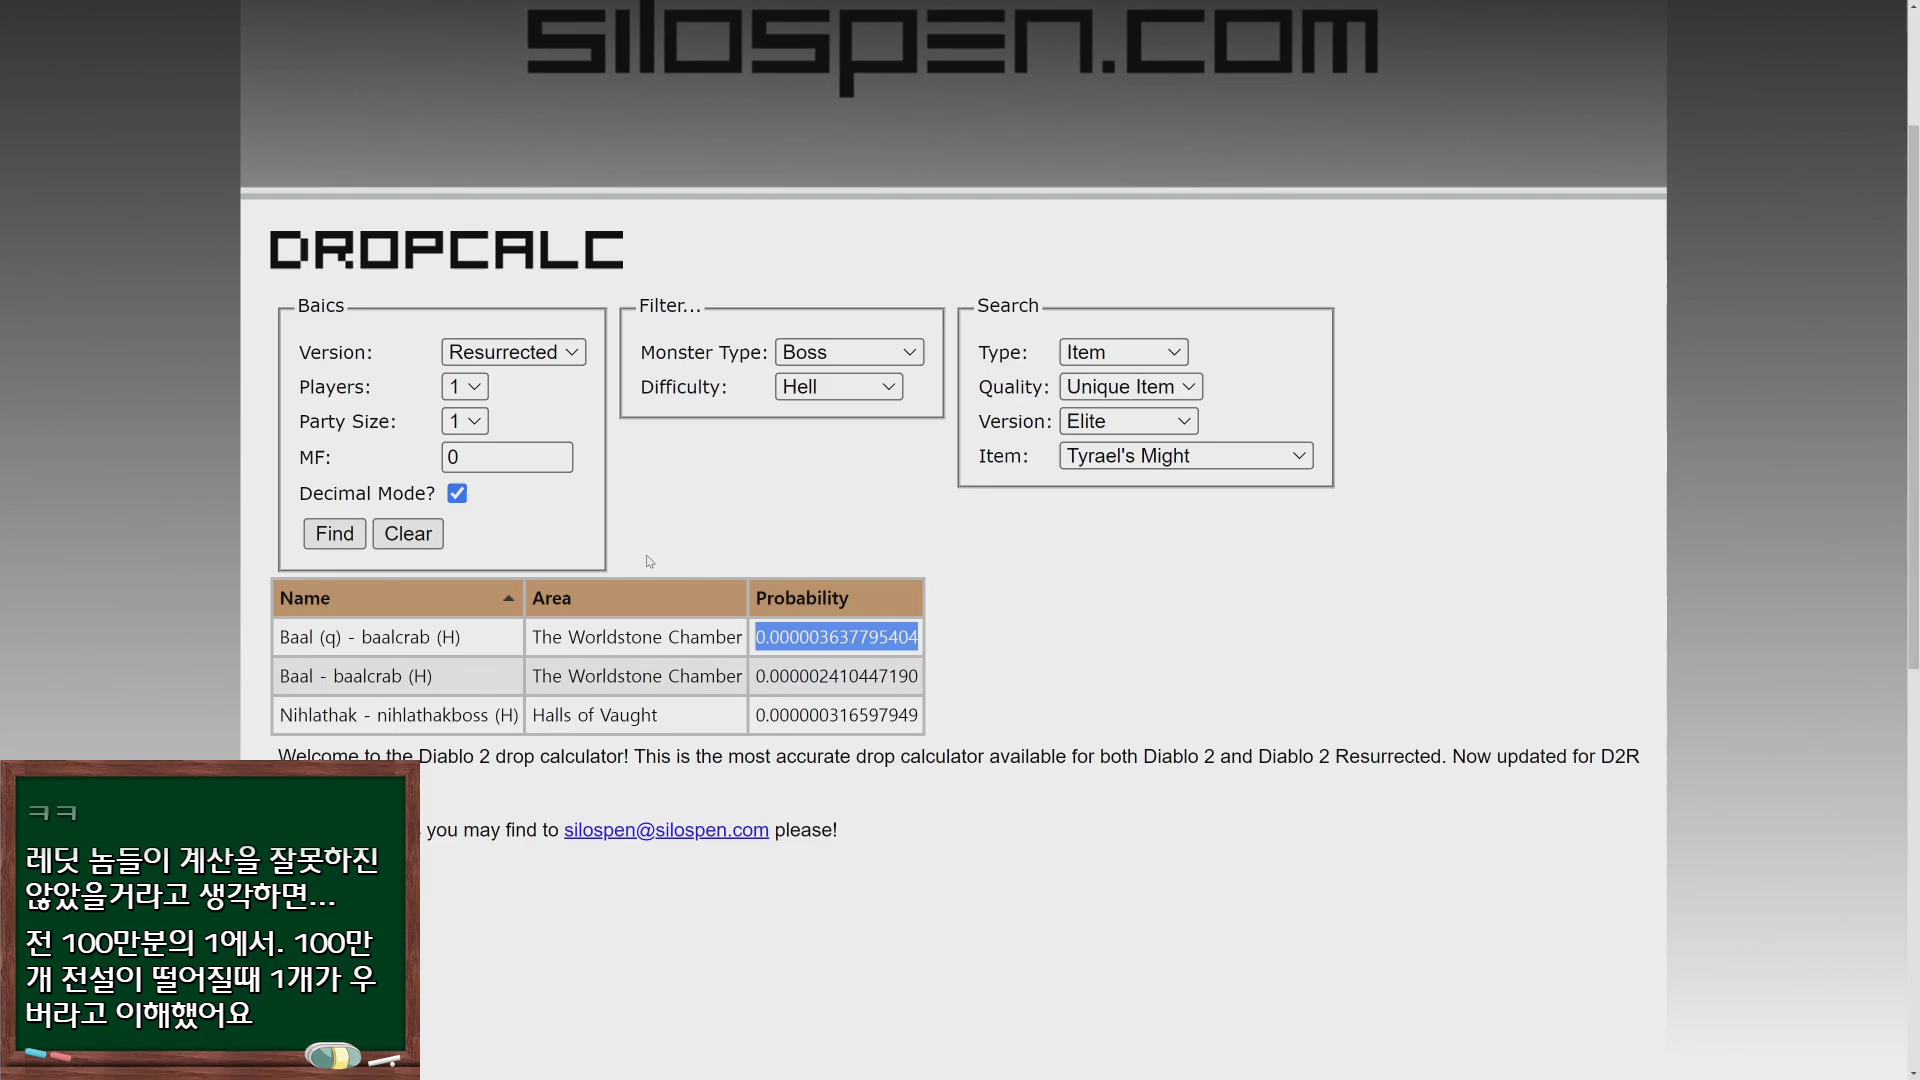 silospen.com
DROPCALC
Baics
Version: Resurrected
Players: 1
Party Size: 1
MF: 0
Decimal Mode?
Find Clear
Filter...
Monster Type: Boss
Difficulty: Hell
Search
Type: Item
Quality: Unique Item
Version: Elite
Item: Tyrael's Might
Name Area Probability
Baal (q) - baalcrab (H) The Worldstone Chamber 0.000003637795404
Baal - baalcrab (H) The Worldstone Chamber 0.000002410447190
Nihlathak - nihlathakboss (H) Halls of Vaught 0.000000316597949
Welcome to the Diablo 2 drop calculator! This is the most accurate drop calculator available for both Diablo 2 and Diablo 2 Resurrected. Now updated for D2R
you may find to silospen@silospen.com please!
ㅋㅋ
레딧 놈들이 계산을 잘못하진
않았을거라고 생각하면...
전 100만분의 1에서. 100만
개 전설이 떨어질때 1개가 우
버라고 이해했어요